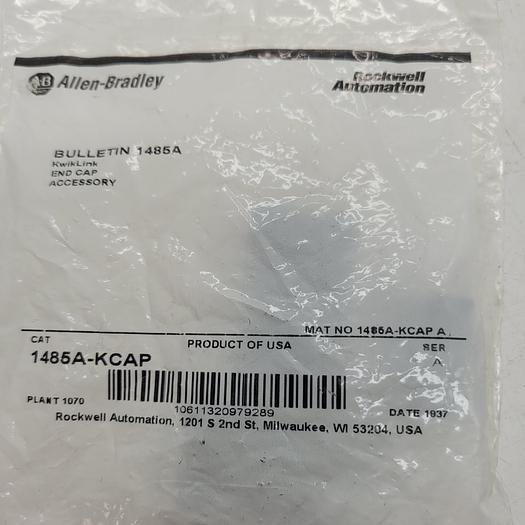 AB Allen-Bradley
Rockwell
Automation
BULLETIN 1485A
KwikLink
END CAP
ACCESSORY
MAT NO 1485A-KCAP A
CAT
PRODUCT OF USA
SER
1485A-KCAP
A
PLANT 1070
10611320979289
DATE 1937
Rockwell Automation, 1201 S 2nd St, Milwaukee, WI 53204, USA